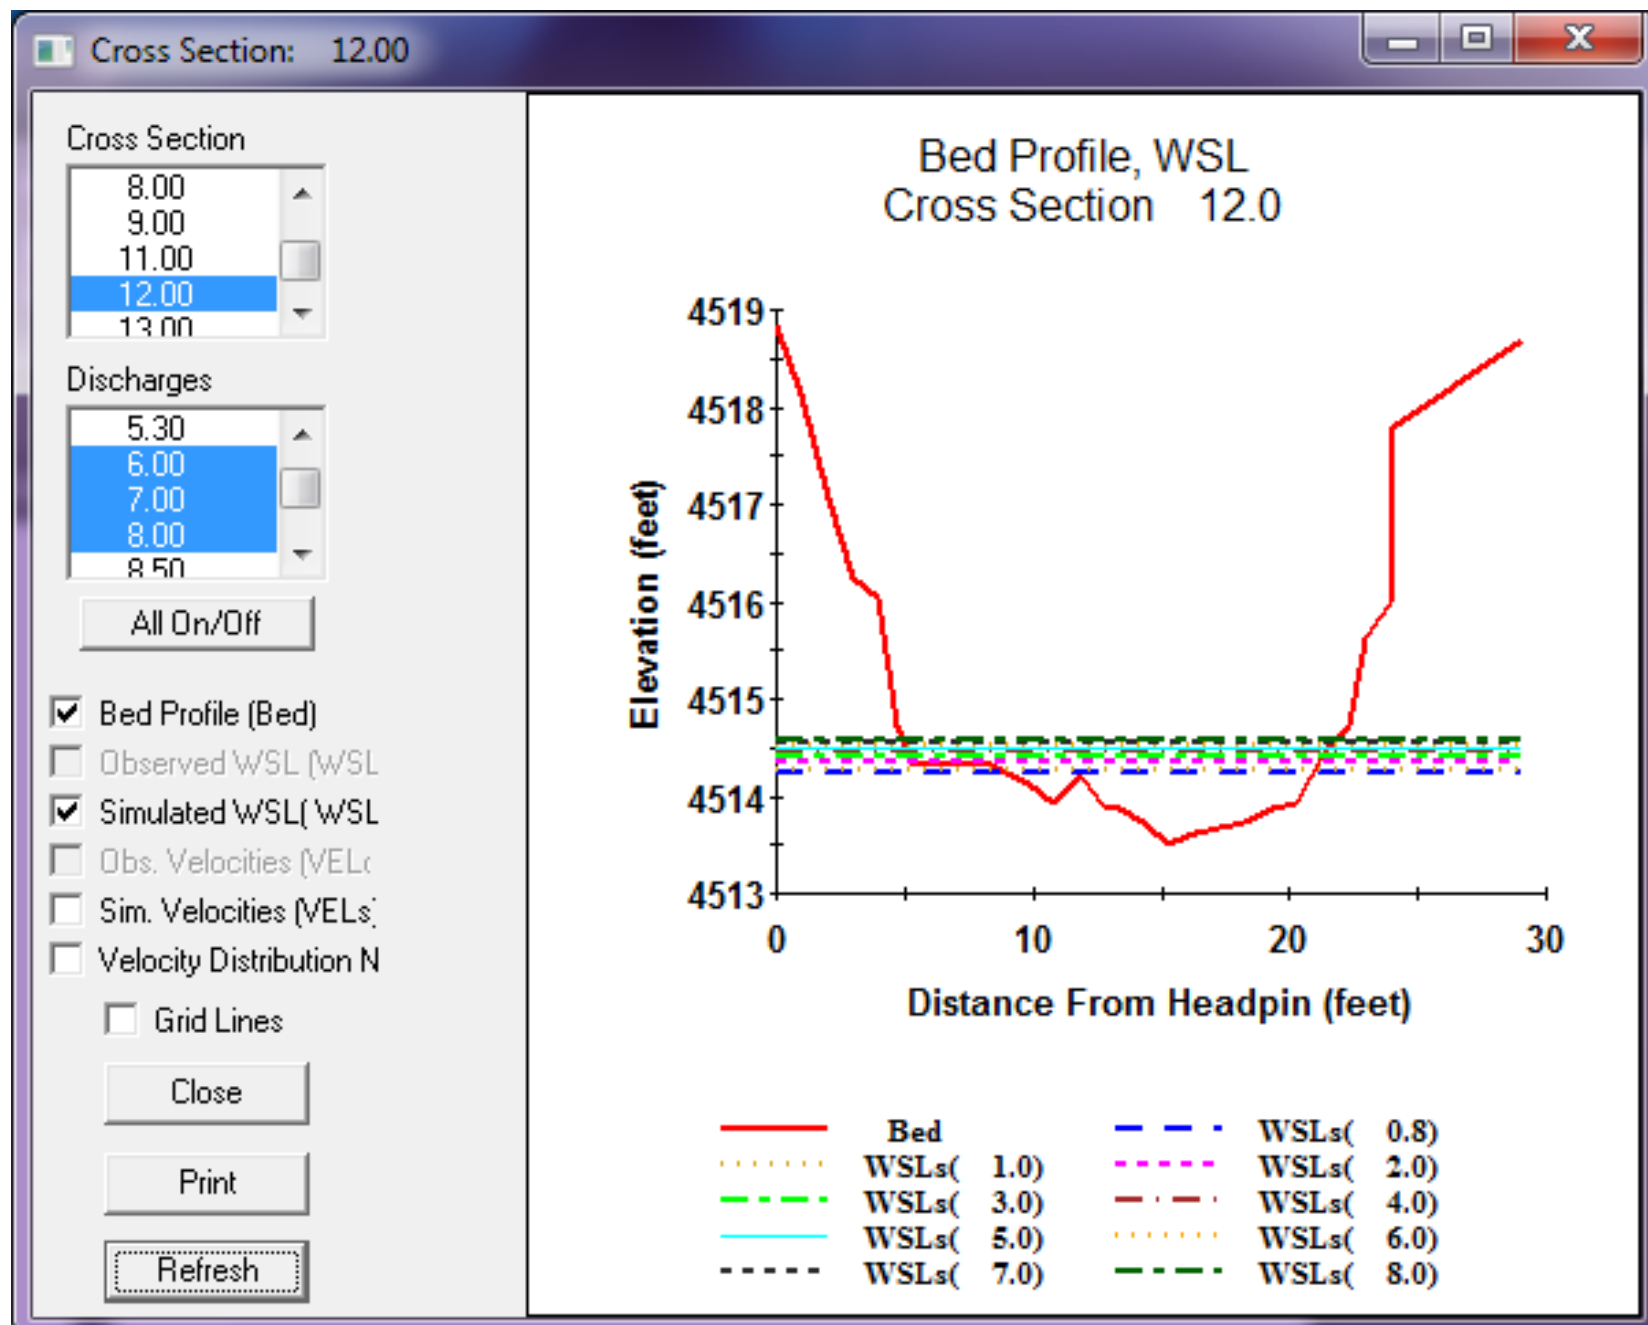 Cross Section: 12.00
Cross Section
8.00
9.00
11.00
12.00
13.00
Discharges
5.30
6.00
7.00
8.00
8.50
All On/Off
Bed Profile (Bed)
Observed WSL (WSL
Simulated WSL( WSL
Obs. Velocities (VELo
Sim. Velocities (VELs)
Velocity Distribution N
Grid Lines
Close
Print
Refresh
Bed Profile, WSL
Cross Section 12.0
4519
4518
4517
4516
4515
4514
4513
Elevation (feet)
0 10 20 30
Distance From Headpin (feet)
Bed WSLs( 0.8)
WSLs( 1.0) WSLs( 2.0)
WSLs( 3.0) WSLs( 4.0)
WSLs( 5.0) WSLs( 6.0)
WSLs( 7.0) WSLs( 8.0)